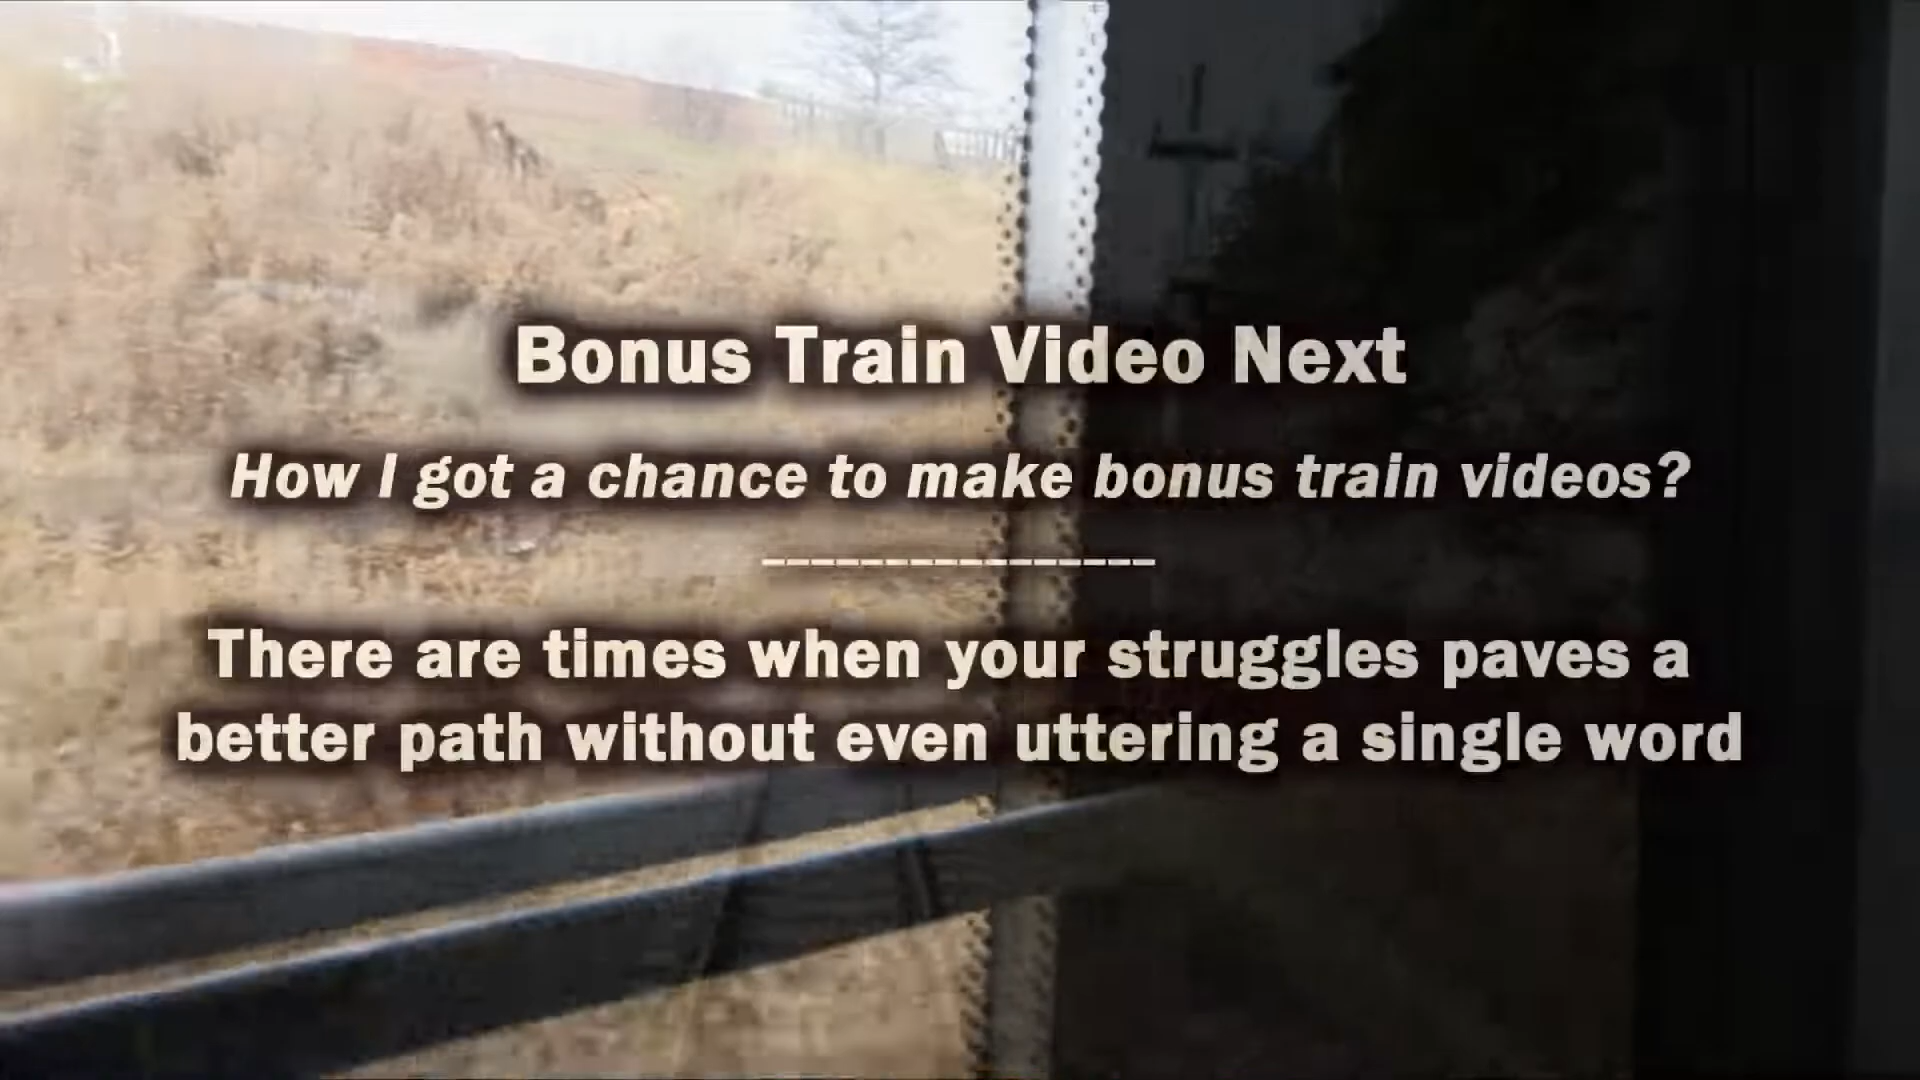 Bonus Train Video Next
How I got a chance to make bonus train videos?
----------------
There are times when your struggles paves a
better path without even uttering a single word